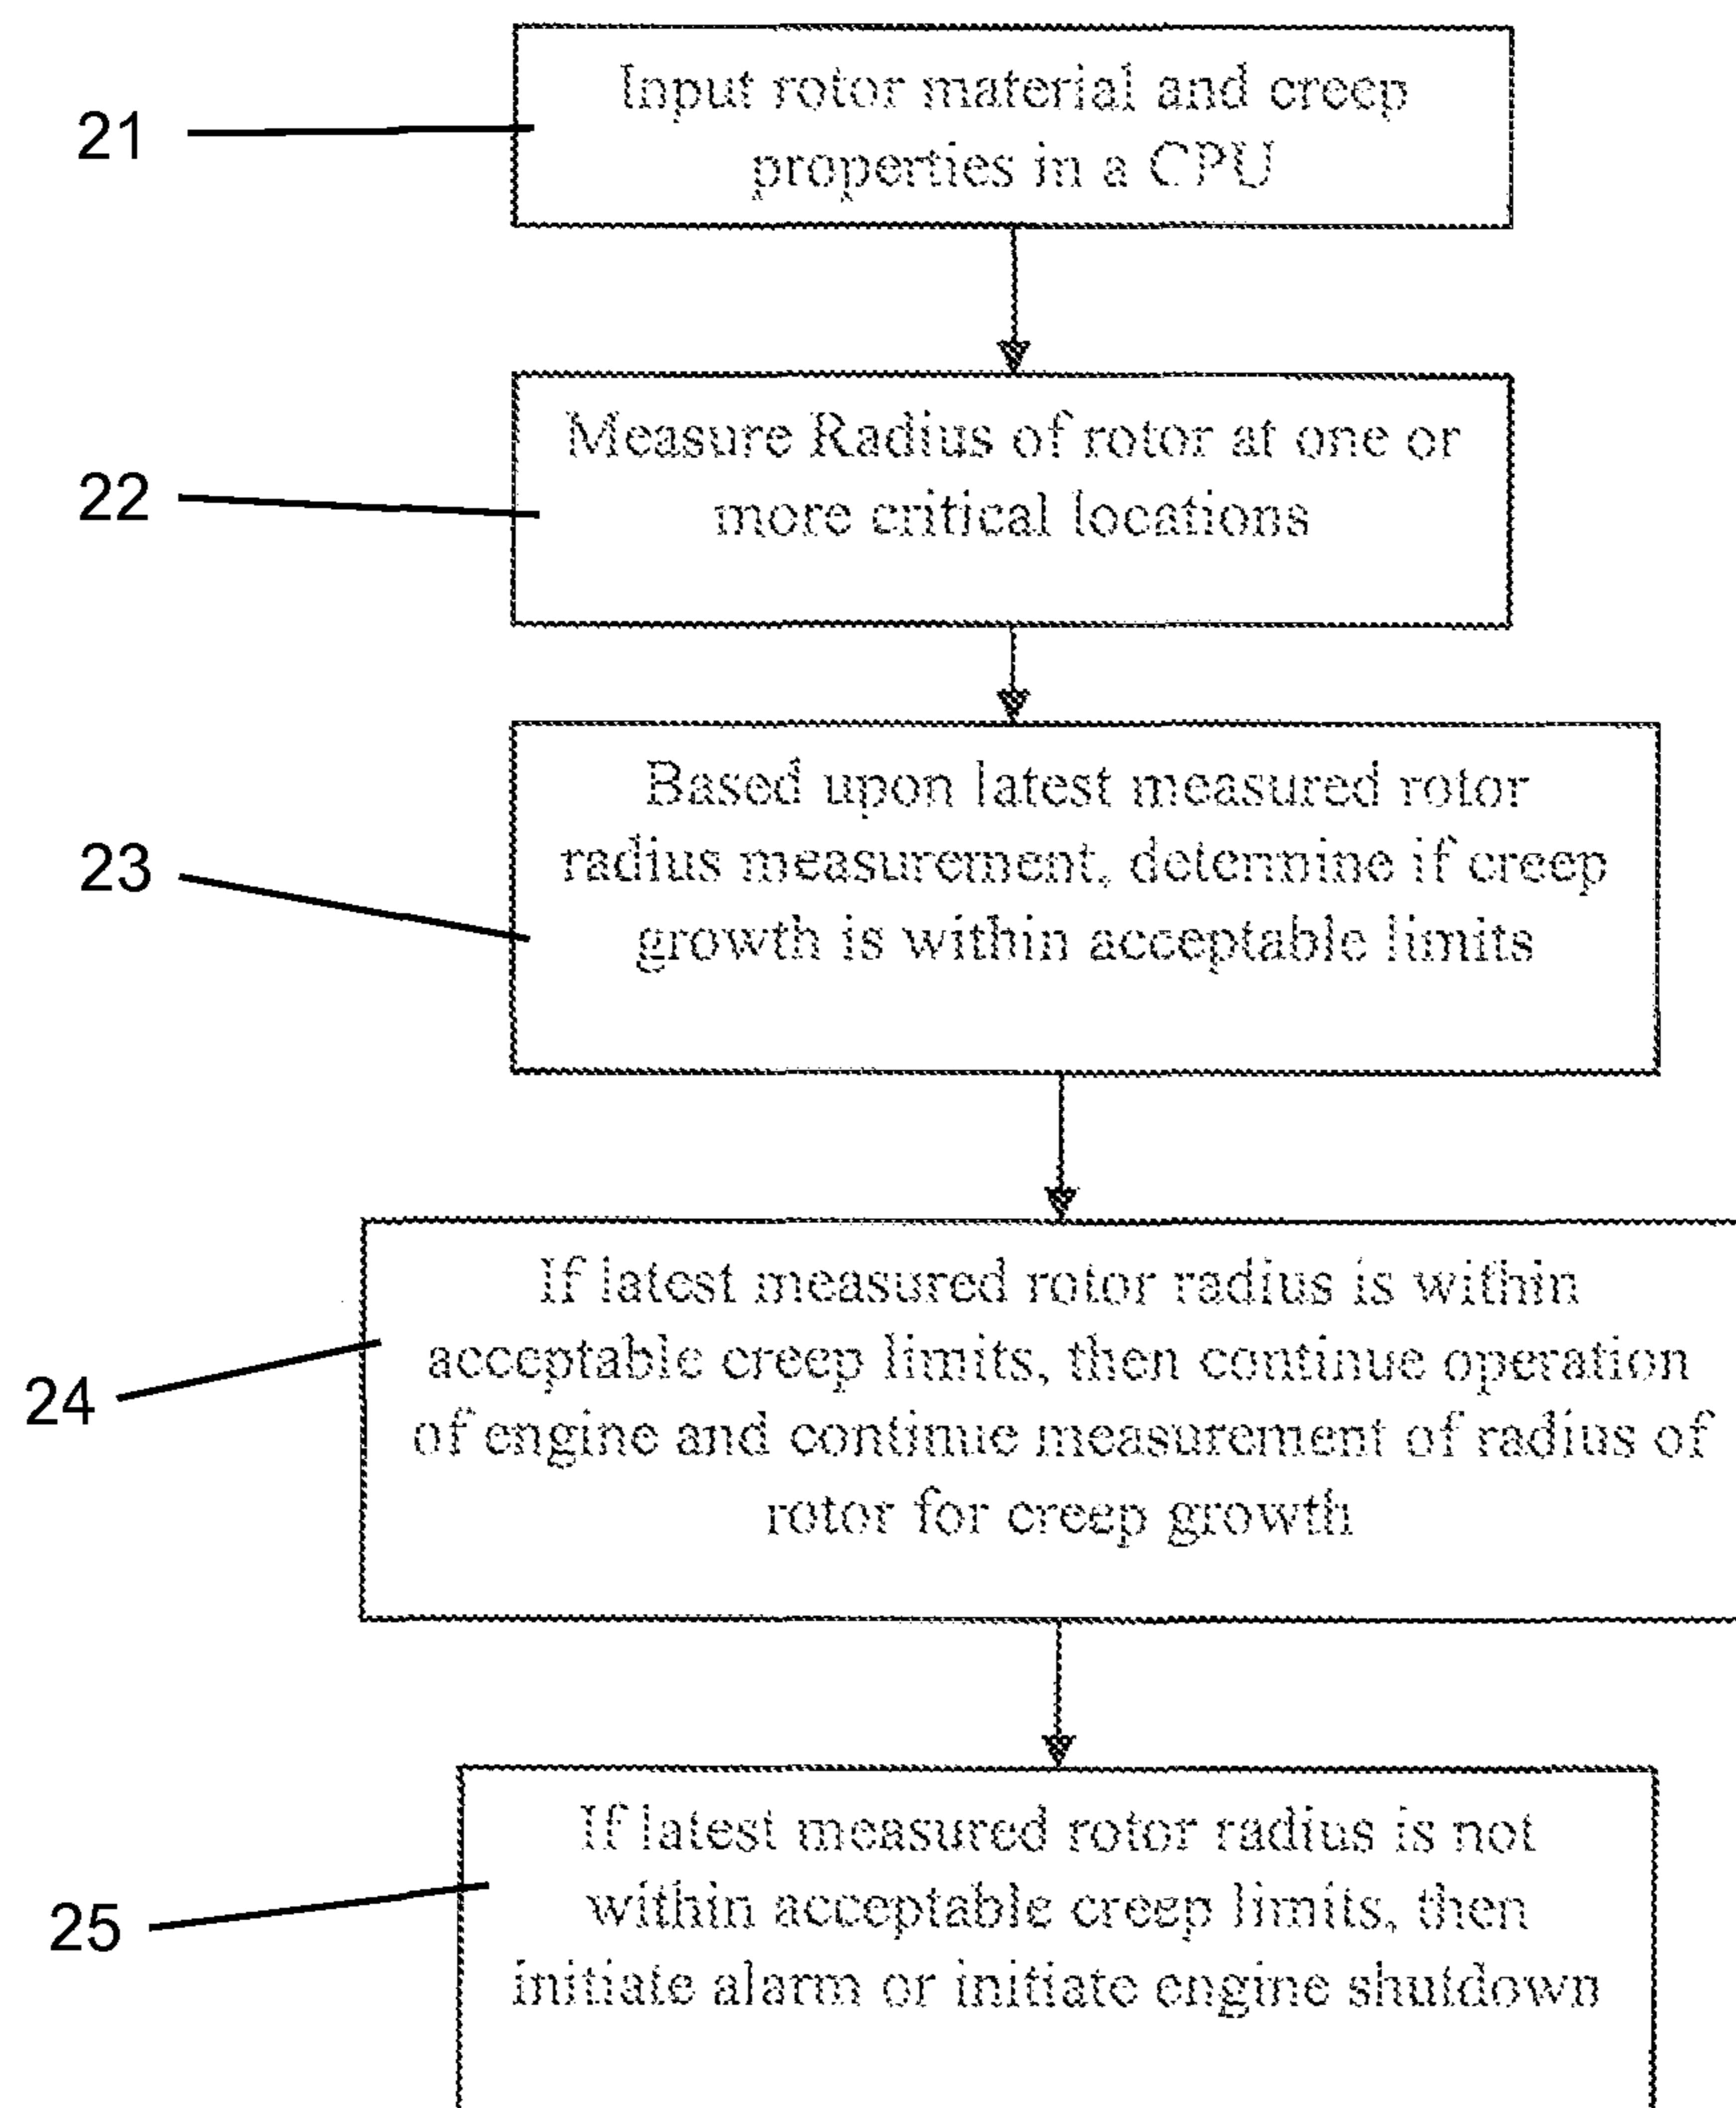 21
Input rotor material and creep
properties in a CPU
22
Measure Radius of rotor at one or
more critical locations
23
Based upon latest measured rotor
radius measurement, determine if creep
growth is within acceptable limits
24
If latest measured rotor radius is within
acceptable creep limits, then continue operation
of engine and continue measurement of radius of
rotor for creep growth
25
If latest measured rotor radius is not
within acceptable creep limits, then
initiate alarm or initiate engine shutdown